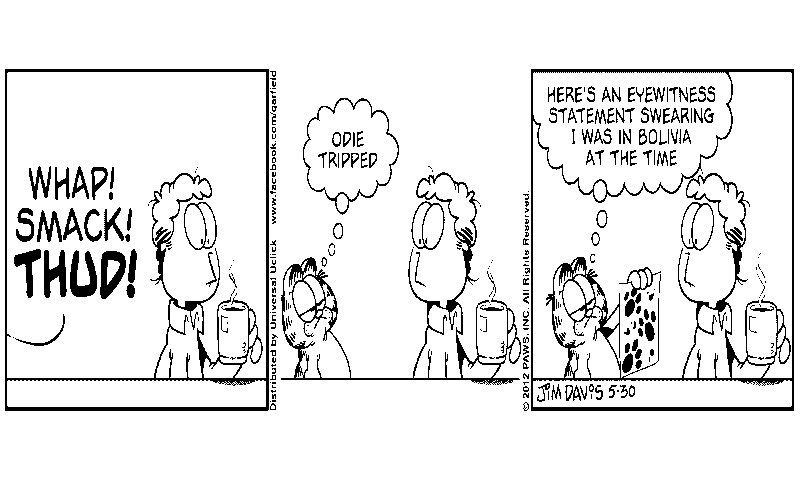 WHAP!
SMACK!
THUD!
Distributed by Universal Uclick www.facebook.com/garfield
ODIE
TRIPPED
© 2012 PAWS, INC. All Rights Reserved.
HERE'S AN EYEWITNESS
STATEMENT SWEARING
I WAS IN BOLIVIA
AT THE TIME
JIM DAVIS 5-30